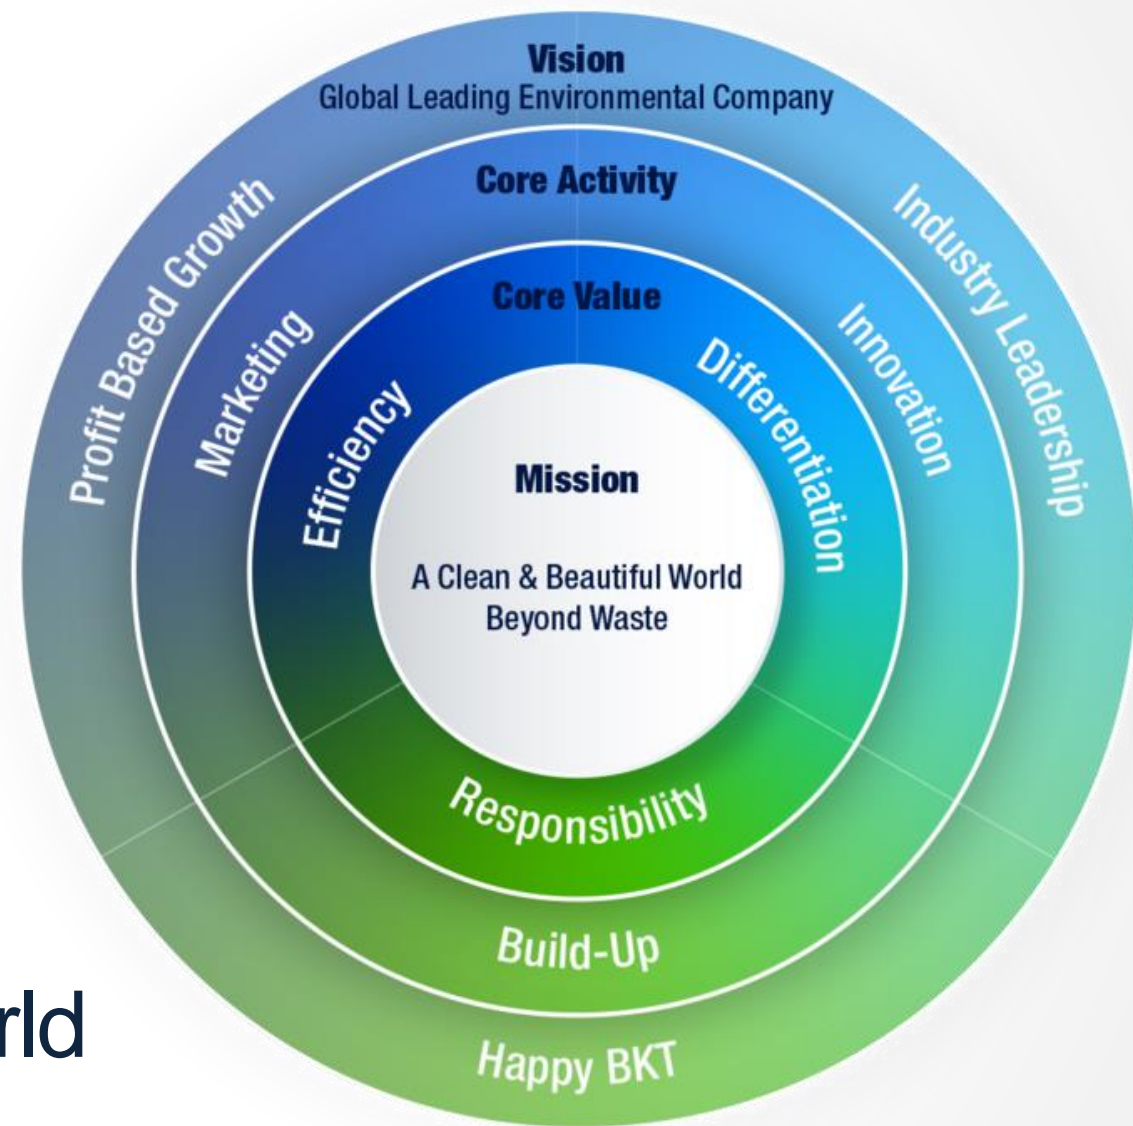 Vision
Global Leading Environmental Company
Core Activity
Core Value
Profit Based Growth
Industry Leadership
Marketing
Innovation
Efficiency
Differentiation
Mission
A Clean & Beautiful World
Beyond Waste
Responsibility
Build-Up
Happy BKT
rld